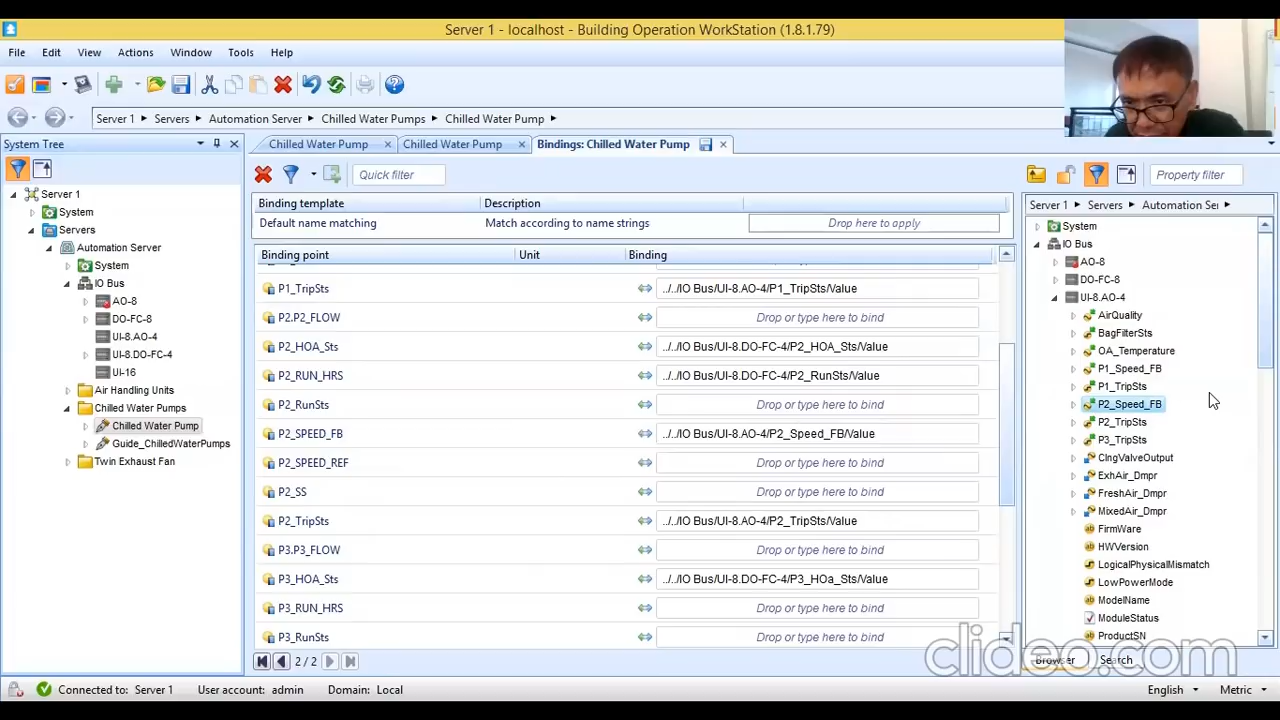 Server 1 - localhost - Building Operation WorkStation (1.8.1.79)
File Edit View Actions Window Tools Help
Server 1 Servers Automation Server Chilled Water Pumps Chilled Water Pump
System Tree
Chilled Water Pump
Chilled Water Pump
Bindings: Chilled Water Pump
Server 1
System
Servers
Automation Server
System
IO Bus
AO-8
DO-FC-8
UI-8.AO-4
UI-8.DO-FC-4
UI-16
Air Handling Units
Chilled Water Pumps
Chilled Water Pump
Guide_ChilledWaterPumps
Twin Exhaust Fan
Quick filter
Binding template Description
Default name matching Match according to name strings Drop here to apply
Binding point Unit Binding
P1_TripSts ../../IO Bus/UI-8.AO-4/P1_TripSts/Value
P2.P2_FLOW Drop or type here to bind
P2_HOA_Sts ../../IO Bus/UI-8.DO-FC-4/P2_HOA_Sts/Value
P2_RUN_HRS ../../IO Bus/UI-8.DO-FC-4/P2_RunSts/Value
P2_RunSts Drop or type here to bind
P2_SPEED_FB ../../IO Bus/UI-8.AO-4/P2_Speed_FB/Value
P2_SPEED_REF Drop or type here to bind
P2_SS Drop or type here to bind
P2_TripSts ../../IO Bus/UI-8.AO-4/P2_TripSts/Value
P3.P3_FLOW Drop or type here to bind
P3_HOA_Sts ../../IO Bus/UI-8.DO-FC-4/P3_HOa_Sts/Value
P3_RUN_HRS Drop or type here to bind
P3_RunSts Drop or type here to bind
2 / 2
Property filter
Server 1 Servers Automation Ser
System
IO Bus
AO-8
DO-FC-8
UI-8.AO-4
AirQuality
BagFilterSts
OA_Temperature
P1_Speed_FB
P1_TripSts
P2_Speed_FB
P2_TripSts
P3_TripSts
ClngValveOutput
ExhAir_Dmpr
FreshAir_Dmpr
MixedAir_Dmpr
FirmWare
HWVersion
LogicalPhysicalMismatch
LowPowerMode
ModelName
ModuleStatus
ProductSN
Browser Search
clideo.com
Connected to: Server 1 User account: admin Domain: Local English Metric